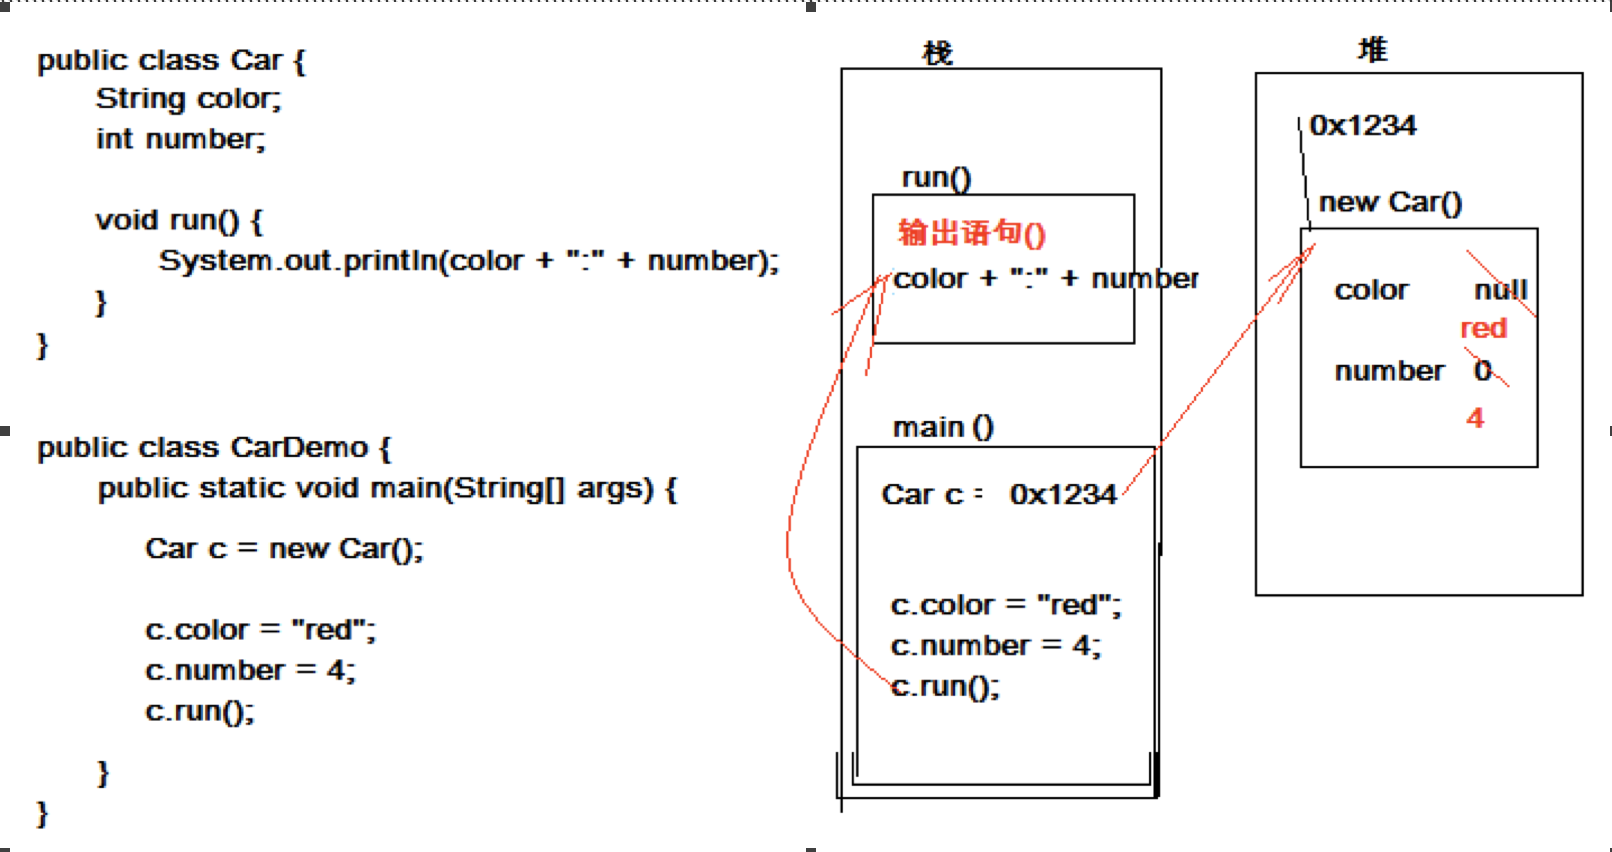 public class Car {
String color;
int number;
void run() {
System.out.println(color + ":" + number);
}
}
public class CarDemo {
public static void main(String[] args) {
Car c = new Car();
c.color = "red";
c.number = 4;
c.run();
}
}
栈
run()
输出语句()
color + ":" + number
main ()
Car c = 0x1234
c.color = "red";
c.number = 4;
c.run();
堆
0x1234
new Car()
color null
red
number 0
4